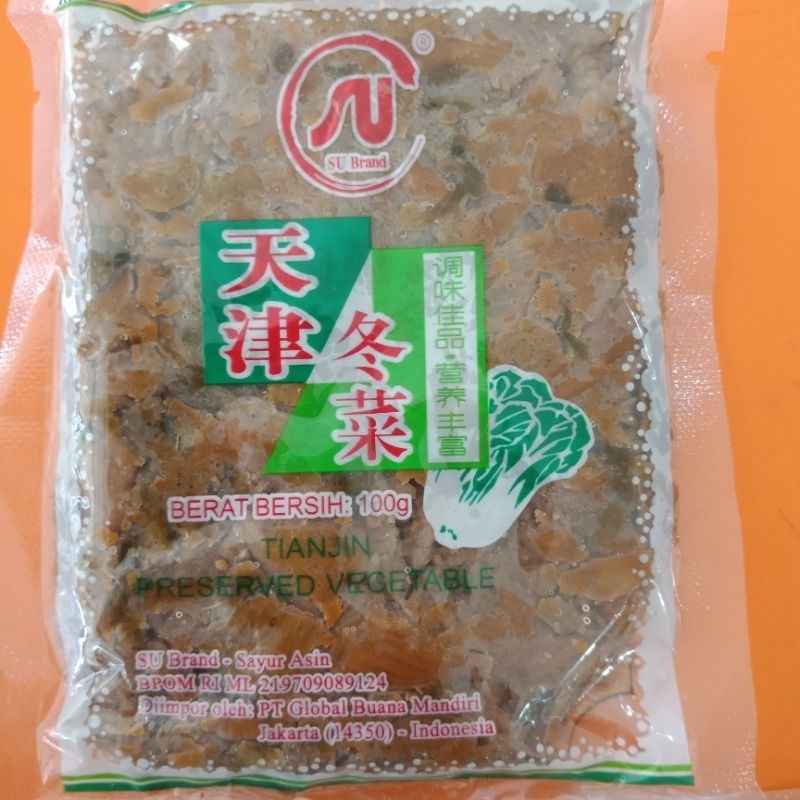 ®
SU Brand
天津
冬菜
调味佳品·营养丰富
BERAT BERSIH: 100g
TIANJIN
PRESERVED VEGETABLE
SU Brand - Sayur Asin
BPOM RI ML 219709089124
Diimpor oleh: PT Global Buana Mandiri
Jakarta (14350) - Indonesia